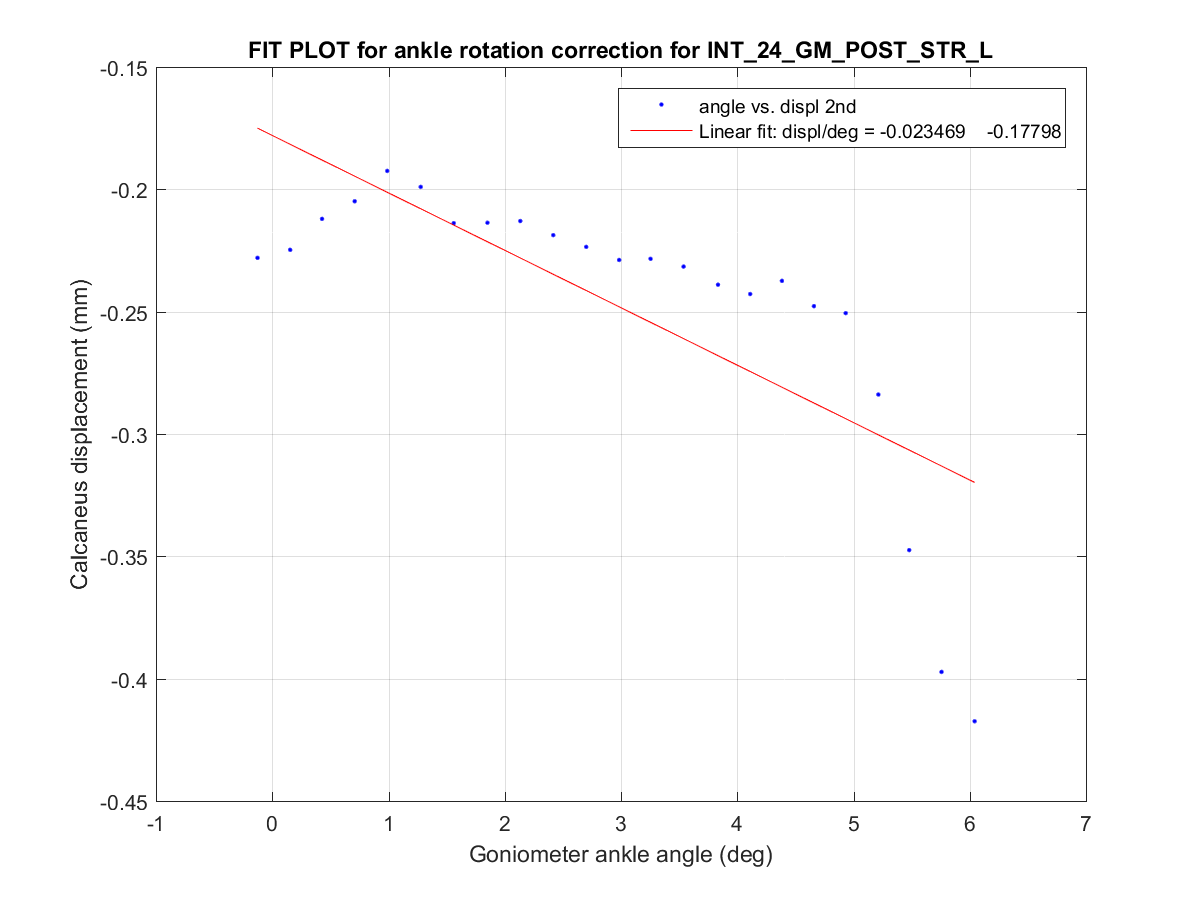 FIT PLOT for ankle rotation correction for INT_24_GM_POST_STR_L
angle vs. displ 2nd
Linear fit: displ/deg = -0.023469    -0.17798
-0.15
-0.2
-0.25
-0.3
-0.35
-0.4
-0.45
Calcaneus displacement (mm)
-1 0 1 2 3 4 5 6 7
Goniometer ankle angle (deg)